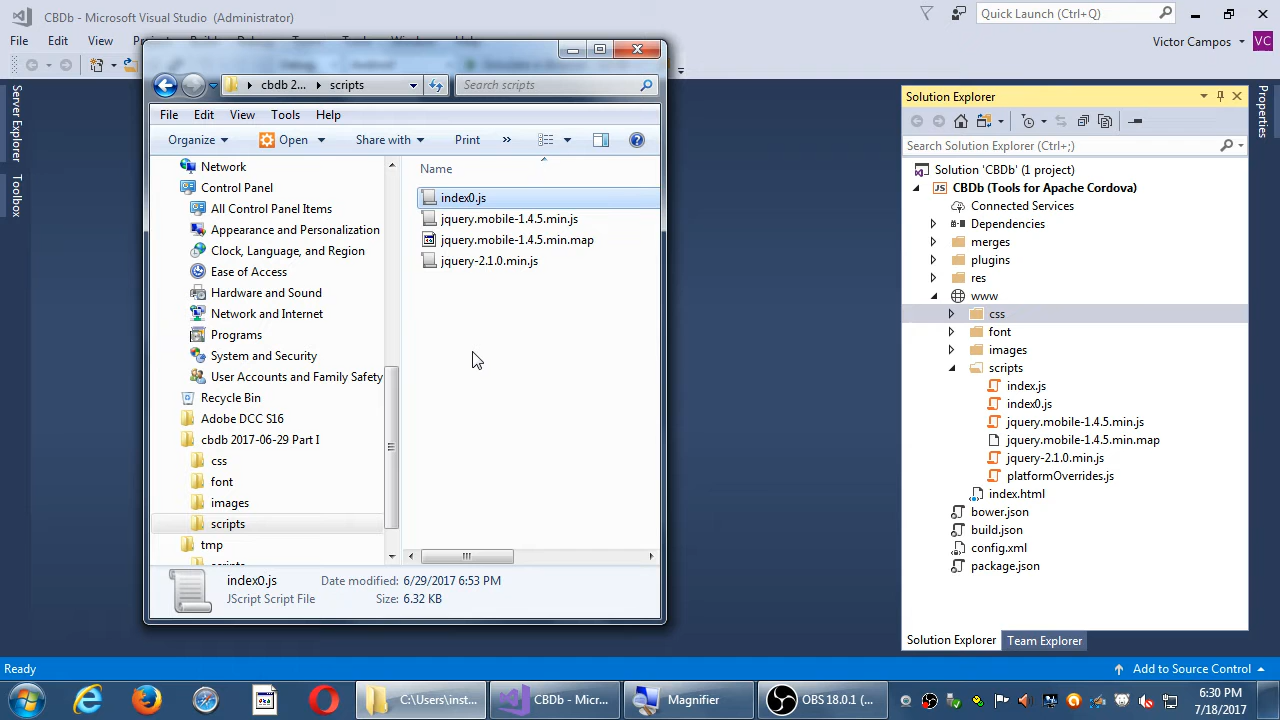 CBDb - Microsoft Visual Studio (Administrator)
Quick Launch (Ctrl+Q)
File Edit View
Victor Campos VC
Server Explorer
Toolbox
Properties
cbdb 2... scripts
Search scripts
File Edit View Tools Help
Organize Open Share with Print »
Network
Control Panel
All Control Panel Items
Appearance and Personalization
Clock, Language, and Region
Ease of Access
Hardware and Sound
Network and Internet
Programs
System and Security
User Accounts and Family Safety
Recycle Bin
Adobe DCC S16
cbdb 2017-06-29 Part I
css
font
images
scripts
tmp
Name
index0.js
jquery.mobile-1.4.5.min.js
jquery.mobile-1.4.5.min.map
jquery-2.1.0.min.js
index0.js Date modified: 6/29/2017 6:53 PM
JScript Script File Size: 6.32 KB
Solution Explorer
Search Solution Explorer (Ctrl+;)
Solution 'CBDb' (1 project)
JS CBDb (Tools for Apache Cordova)
Connected Services
Dependencies
merges
plugins
res
www
css
font
images
scripts
index.js
index0.js
jquery.mobile-1.4.5.min.js
jquery.mobile-1.4.5.min.map
jquery-2.1.0.min.js
platformOverrides.js
index.html
bower.json
build.json
config.xml
package.json
Solution Explorer Team Explorer
Ready
Add to Source Control
C:\Users\inst...
CBDb - Micr...
Magnifier
OBS 18.0.1 (...
6:30 PM
7/18/2017